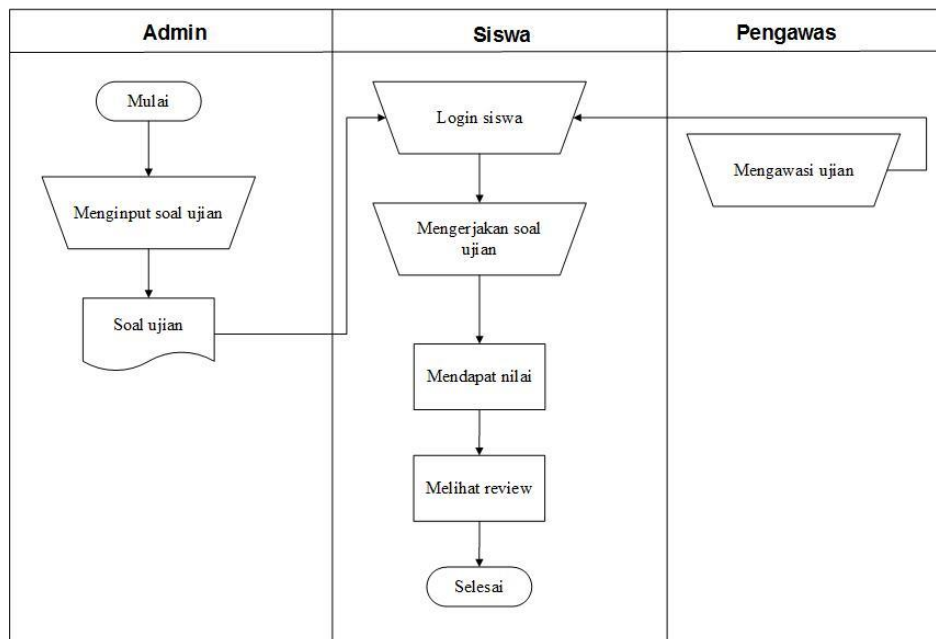 Admin
Siswa
Pengawas
Mulai
Menginput soal ujian
Soal ujian
Login siswa
Mengerjakan soal
ujian
Mendapat nilai
Melihat review
Selesai
Mengawasi ujian